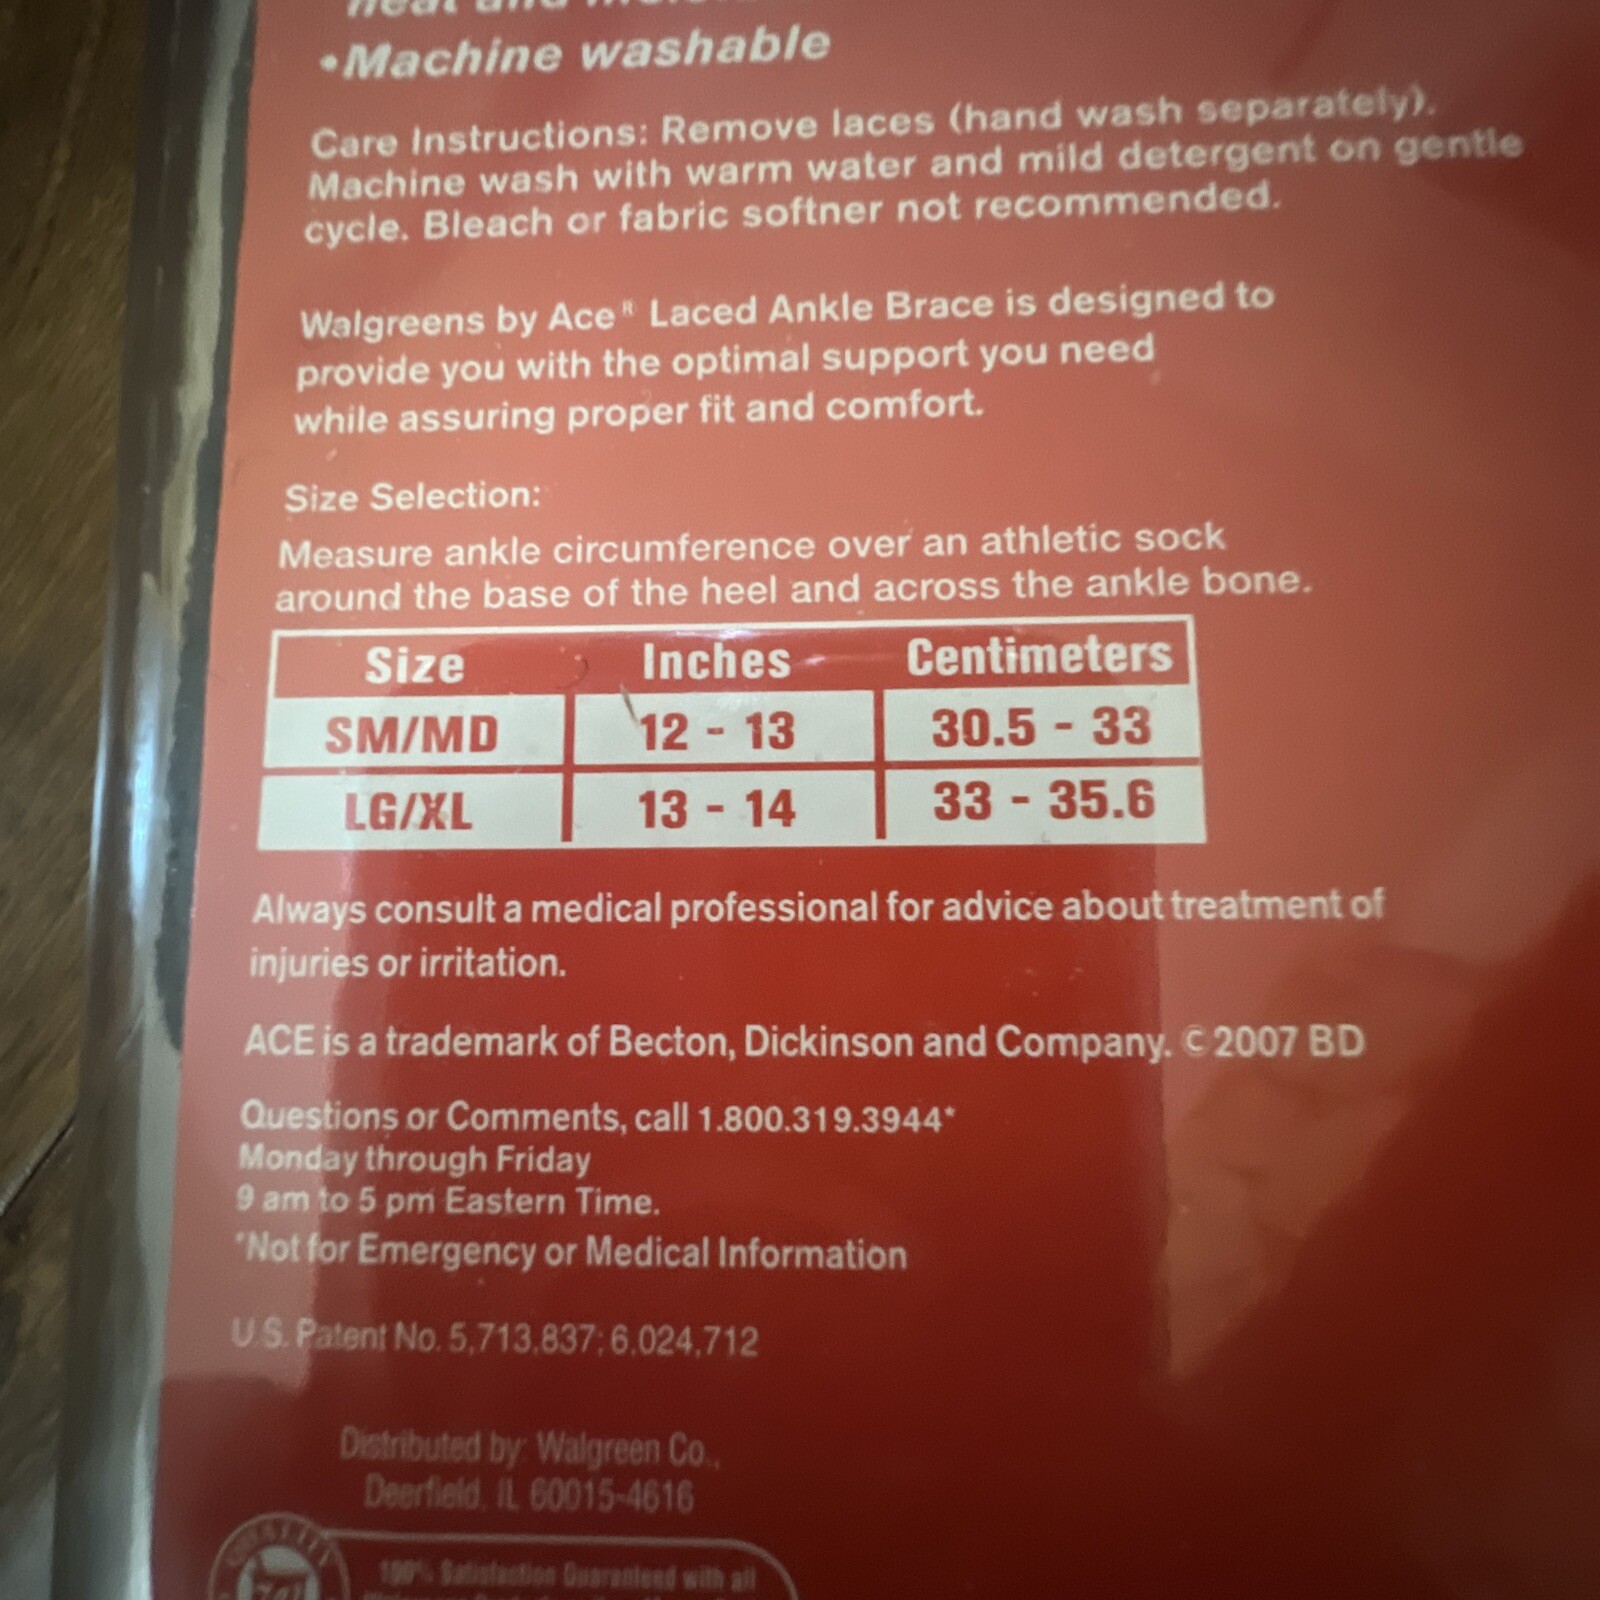 heat and
•Machine washable
Care Instructions: Remove laces (hand wash separately).
Machine wash with warm water and mild detergent on gentle
cycle. Bleach or fabric softner not recommended.
Walgreens by Ace® Laced Ankle Brace is designed to
provide you with the optimal support you need
while assuring proper fit and comfort.
Size Selection:
Measure ankle circumference over an athletic sock
around the base of the heel and across the ankle bone.
Size Inches Centimeters
SM/MD 12 - 13 30.5 - 33
LG/XL 13 - 14 33 - 35.6
Always consult a medical professional for advice about treatment of
injuries or irritation.
ACE is a trademark of Becton, Dickinson and Company. © 2007 BD
Questions or Comments, call 1.800.319.3944*
Monday through Friday
9 am to 5 pm Eastern Time.
*Not for Emergency or Medical Information
U.S. Patent No. 5,713,837; 6,024,712
Distributed by: Walgreen Co.,
Deerfield, IL 60015-4616
QUALITY
100% Satisfaction Guaranteed with all